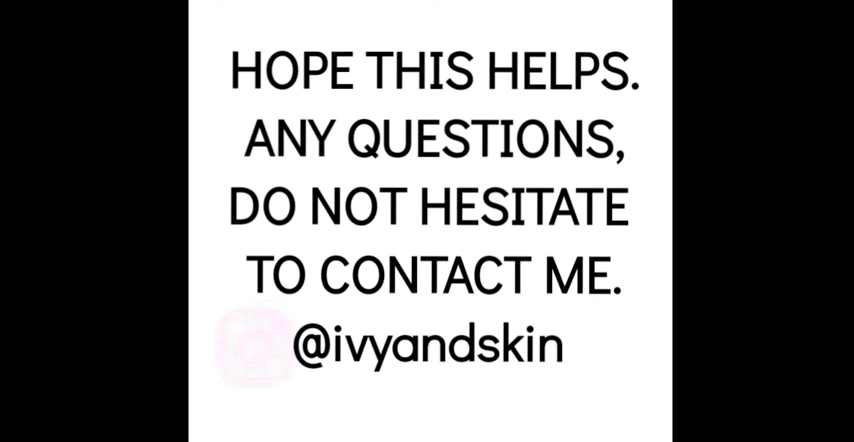 HOPE THIS HELPS.
ANY QUESTIONS,
DO NOT HESITATE
TO CONTACT ME.
@ivyandskin